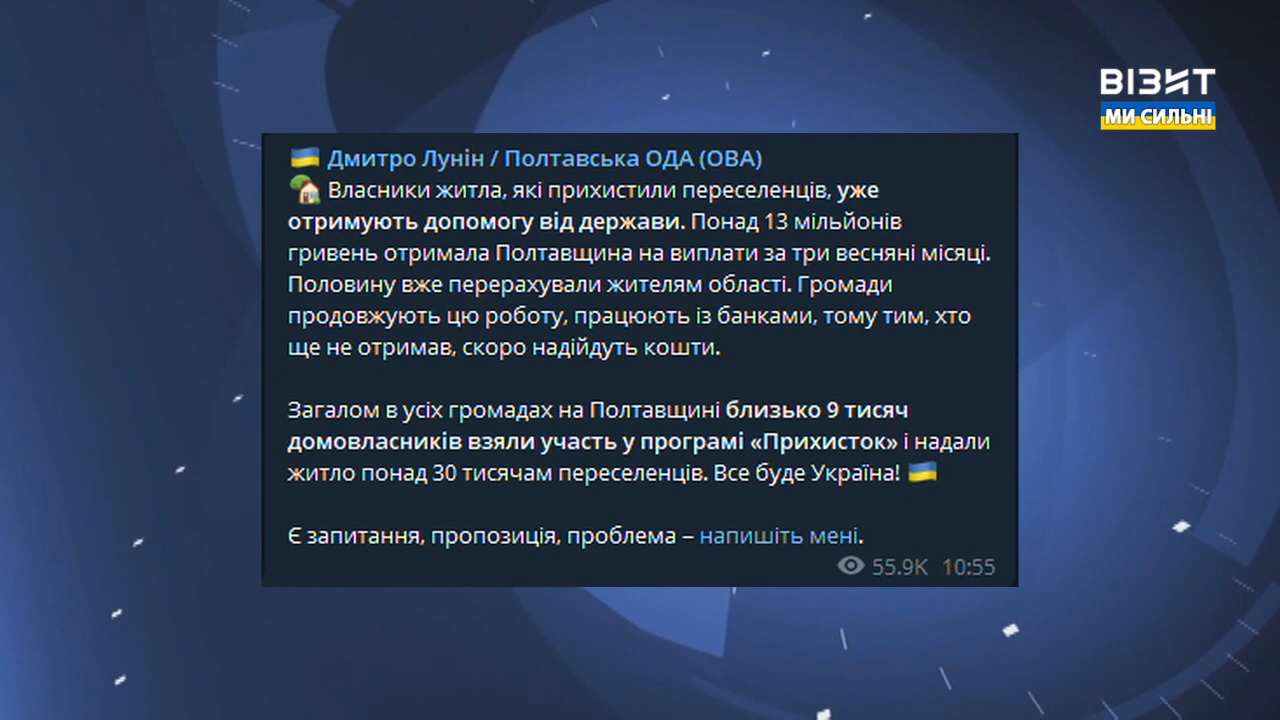 ВІЗИТ
МИ СИЛЬНІ
🇺🇦 Дмитро Лунін / Полтавська ОДА (ОВА)
🏡 Власники житла, які прихистили переселенців, уже
отримують допомогу від держави. Понад 13 мільйонів
гривень отримала Полтавщина на виплати за три весняні місяці.
Половину вже перерахували жителям області. Громади
продовжують цю роботу, працюють із банками, тому тим, хто
ще не отримав, скоро надійдуть кошти.
Загалом в усіх громадах на Полтавщині близько 9 тисяч
домовласників взяли участь у програмі «Прихисток» і надали
житло понад 30 тисячам переселенців. Все буде Україна! 🇺🇦
Є запитання, пропозиція, проблема – напишіть мені.
55.9K 10:55